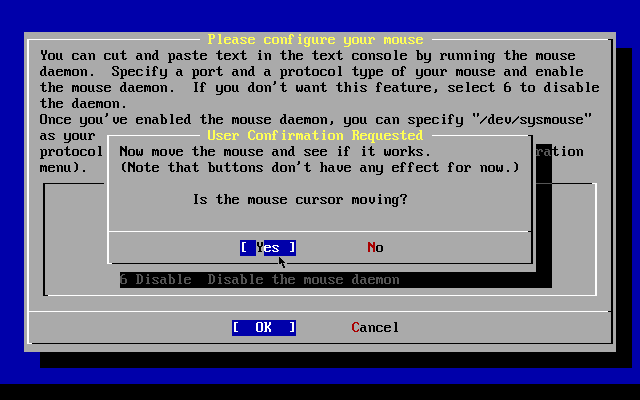 Please configure your mouse
You can cut and paste text in the text console by running the mouse
daemon.  Specify a port and a protocol type of your mouse and enable
the mouse daemon.  If you don't want this feature, select 6 to disable
the daemon.
Once you've enabled the mouse daemon, you can specify "/dev/sysmouse"
as your
User Confirmation Requested
protocol
ration
menu).
Now move the mouse and see if it works.
(Note that buttons don't have any effect for now.)
Is the mouse cursor moving?
[ Yes ]      No
6 Disable  Disable the mouse daemon
[  OK  ]      Cancel